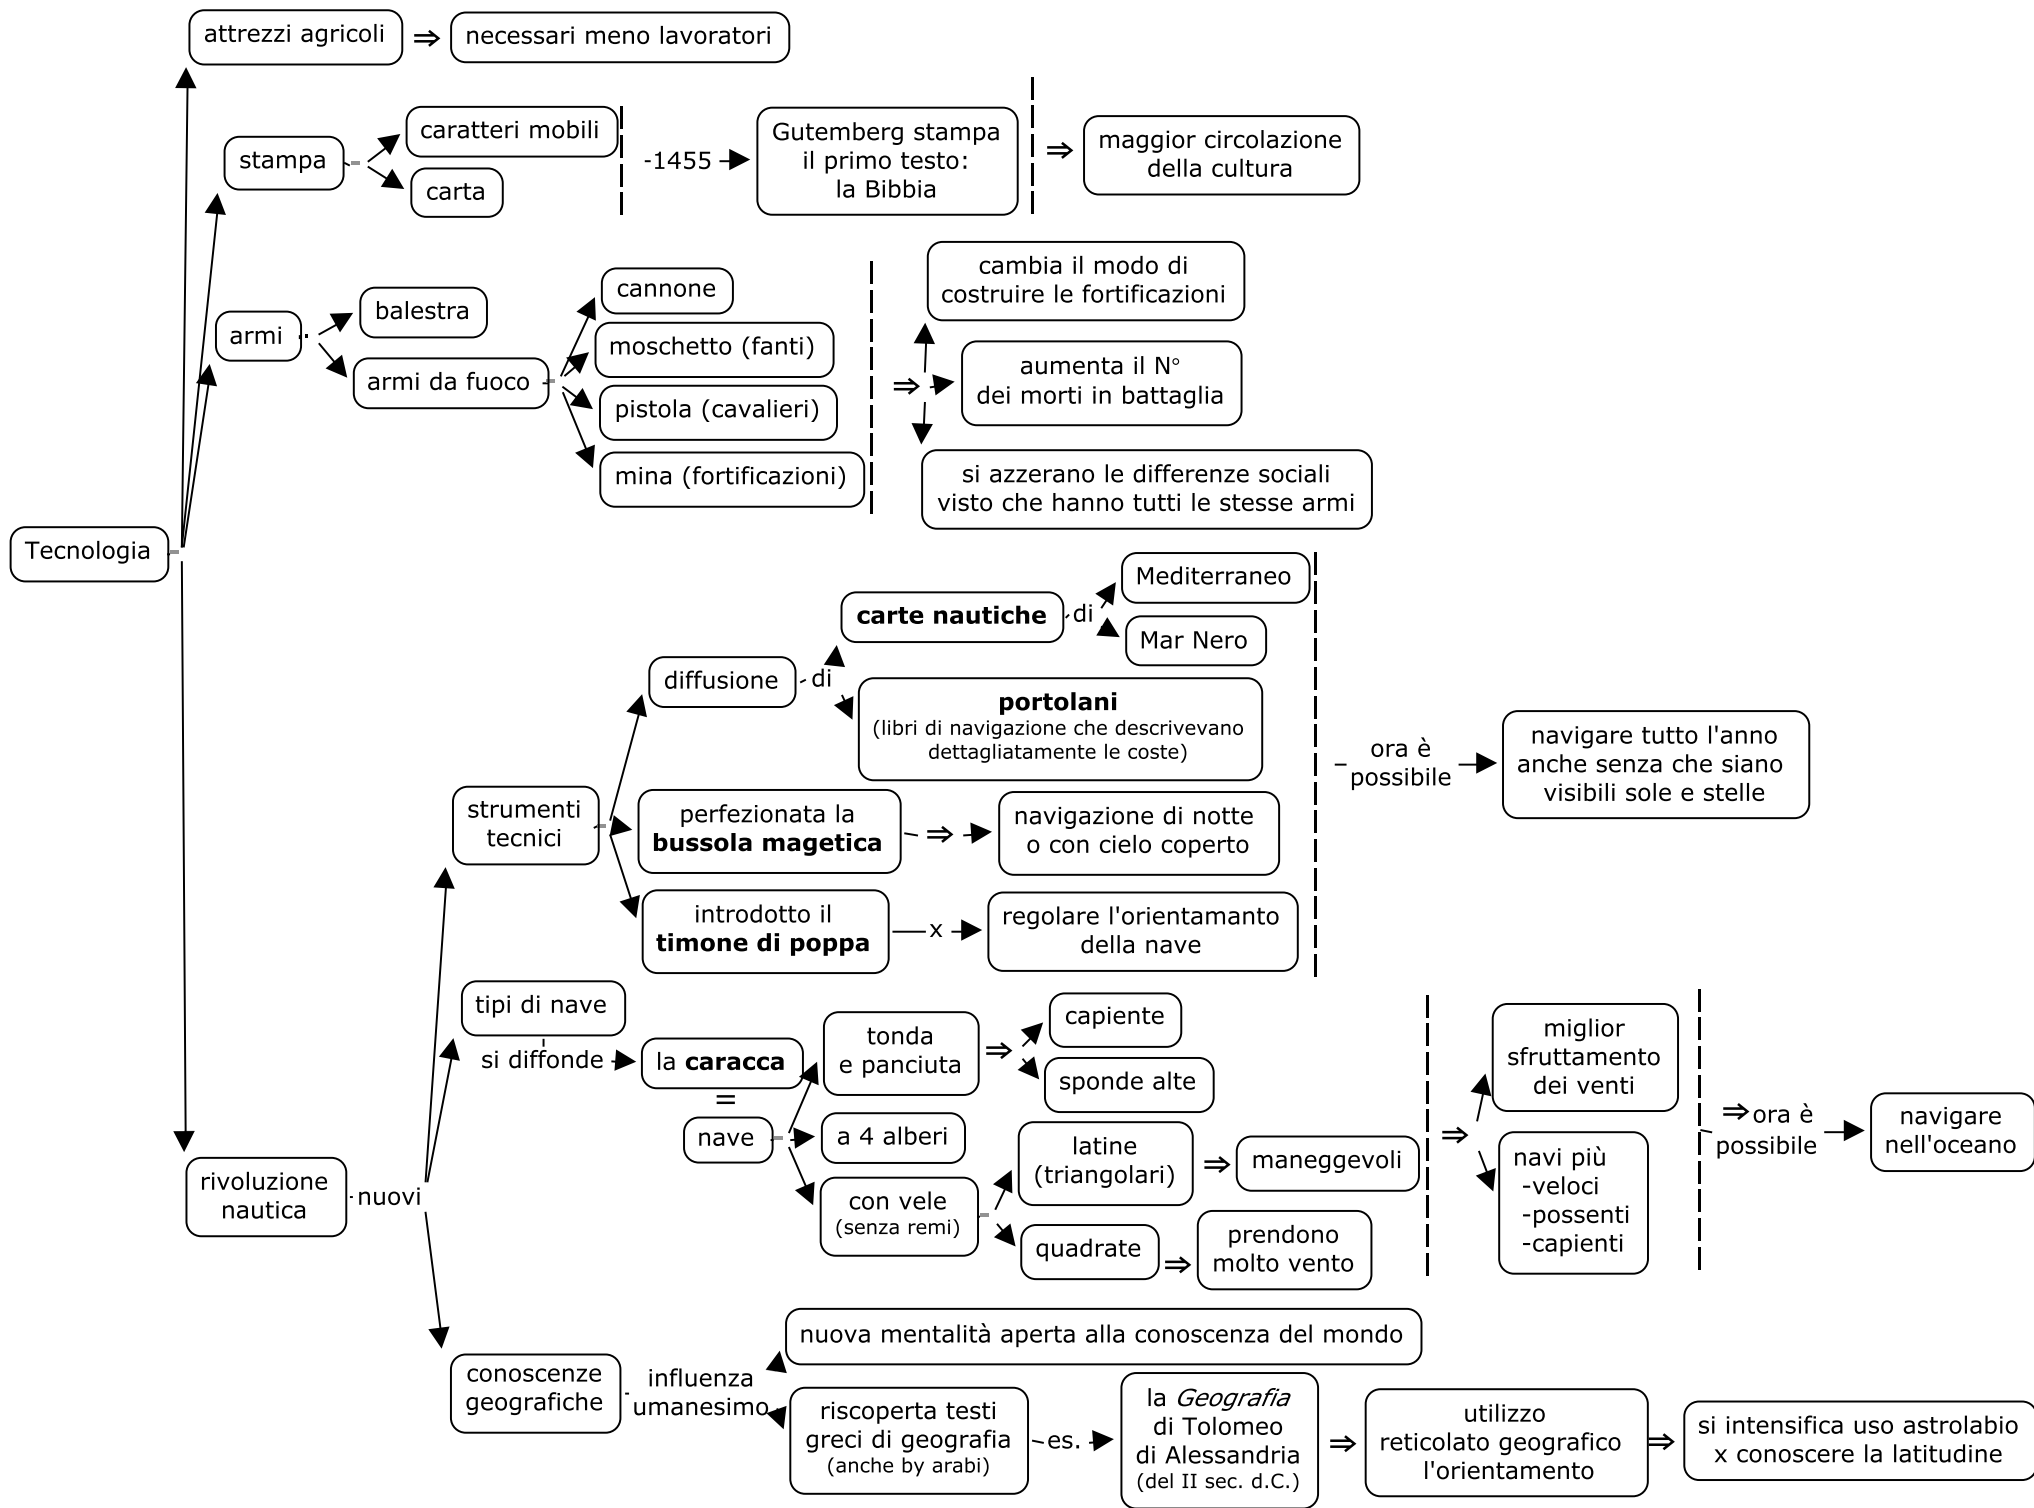 attrezzi agricoli
⇒
necessari meno lavoratori
stampa
caratteri mobili
carta
-1455
Gutemberg stampa
il primo testo:
la Bibbia
⇒
maggior circolazione
della cultura
armi
balestra
armi da fuoco
cannone
moschetto (fanti)
pistola (cavalieri)
mina (fortificazioni)
⇒
cambia il modo di
costruire le fortificazioni
aumenta il N°
dei morti in battaglia
si azzerano le differenze sociali
visto che hanno tutti le stesse armi
Tecnologia
rivoluzione
nautica
nuovi
strumenti
tecnici
diffusione
di
carte nautiche
di
Mediterraneo
Mar Nero
portolani
(libri di navigazione che descrivevano
dettagliatamente le coste)
perfezionata la
bussola magetica
⇒
navigazione di notte
o con cielo coperto
introdotto il
timone di poppa
x
regolare l'orientamanto
della nave
ora è
possibile
navigare tutto l'anno
anche senza che siano
visibili sole e stelle
tipi di nave
si diffonde
la caracca
=
nave
tonda
e panciuta
⇒
capiente
sponde alte
a 4 alberi
con vele
(senza remi)
latine
(triangolari)
⇒
maneggevoli
quadrate
⇒
prendono
molto vento
⇒
miglior
sfruttamento
dei venti
navi più
-veloci
-possenti
-capienti
⇒ ora è
possibile
navigare
nell'oceano
conoscenze
geografiche
influenza
umanesimo
nuova mentalità aperta alla conoscenza del mondo
riscoperta testi
greci di geografia
(anche by arabi)
es.
la Geografia
di Tolomeo
di Alessandria
(del II sec. d.C.)
⇒
utilizzo
reticolato geografico
l'orientamento
⇒
si intensifica uso astrolabio
x conoscere la latitudine